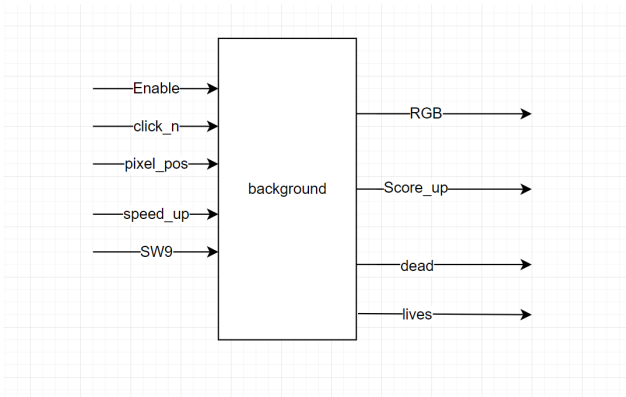 Enable
click_n
pixel_pos
speed_up
SW9
background
RGB
Score_up
dead
lives